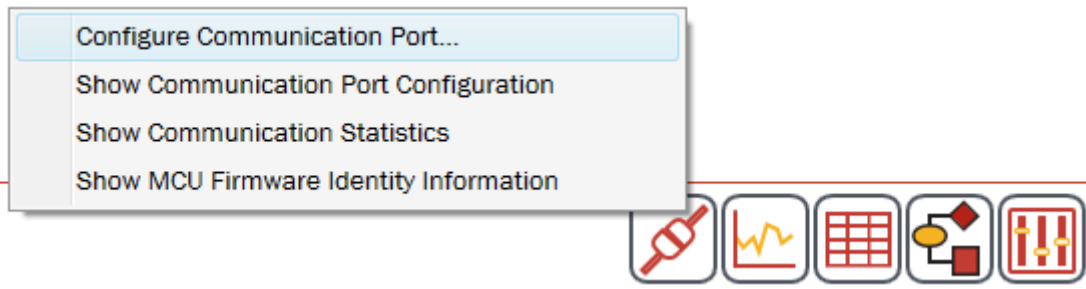 Configure Communication Port...
Show Communication Port Configuration
Show Communication Statistics
Show MCU Firmware Identity Information